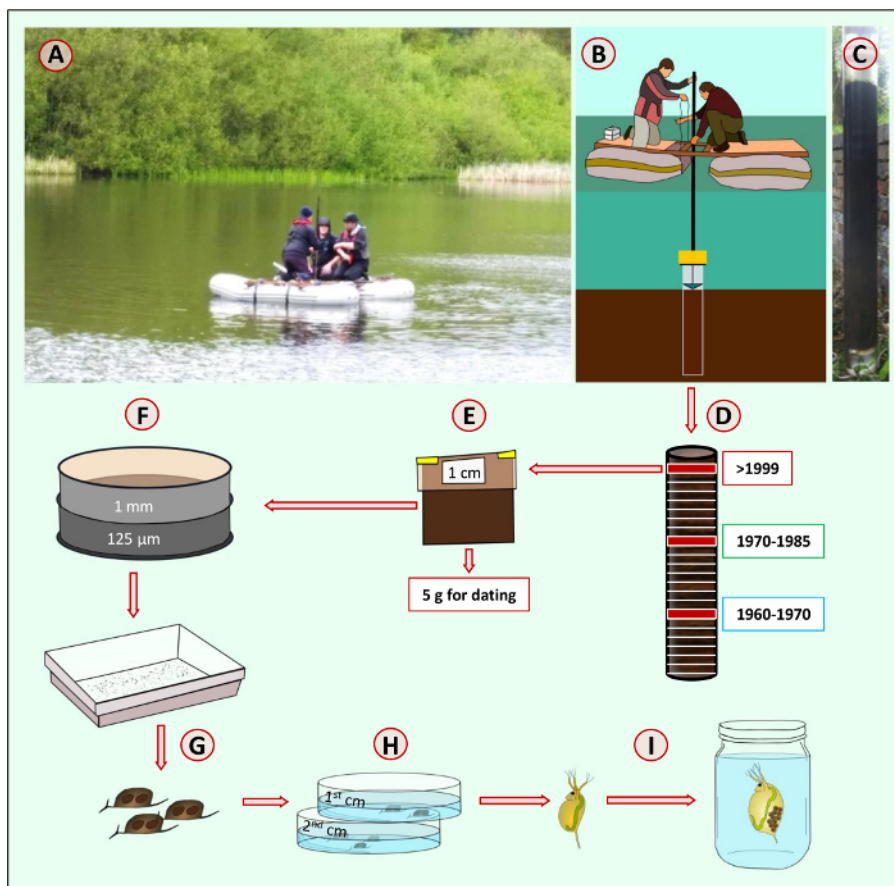 A
B
C
F
E
D
1 cm
>1999
1 mm
125 µm
1970-1985
5 g for dating
1960-1970
G
H
I
1st cm
2nd cm